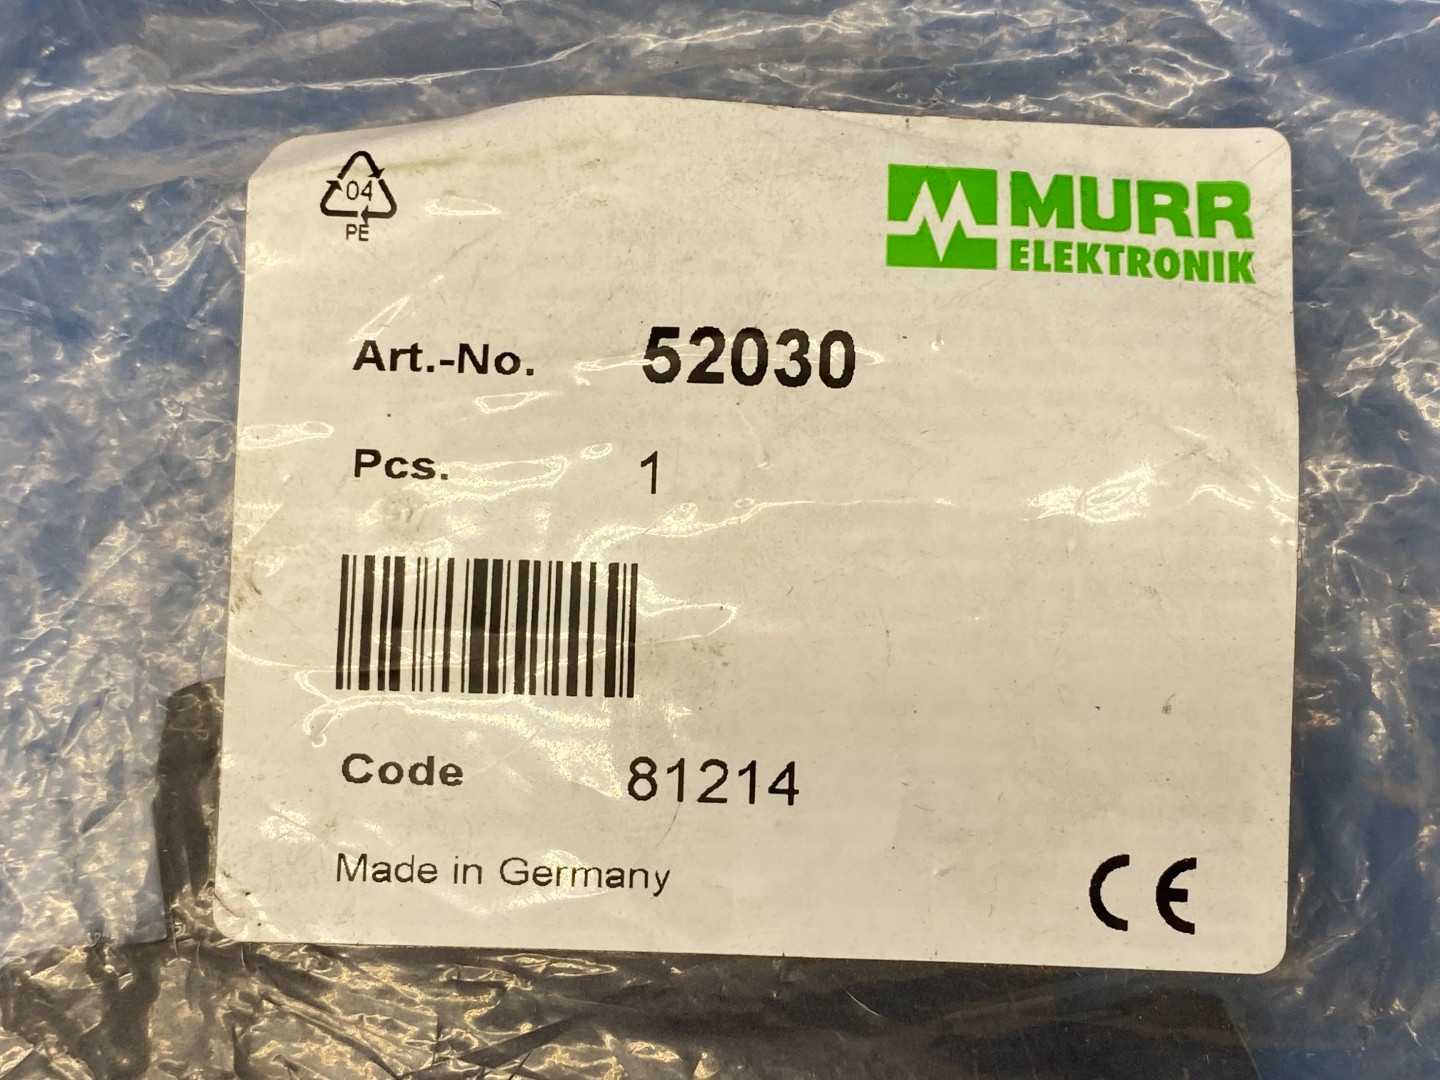 04
PE
MURR
ELEKTRONIK
Art.-No. 52030
Pcs. 1
Code 81214
Made in Germany
CE